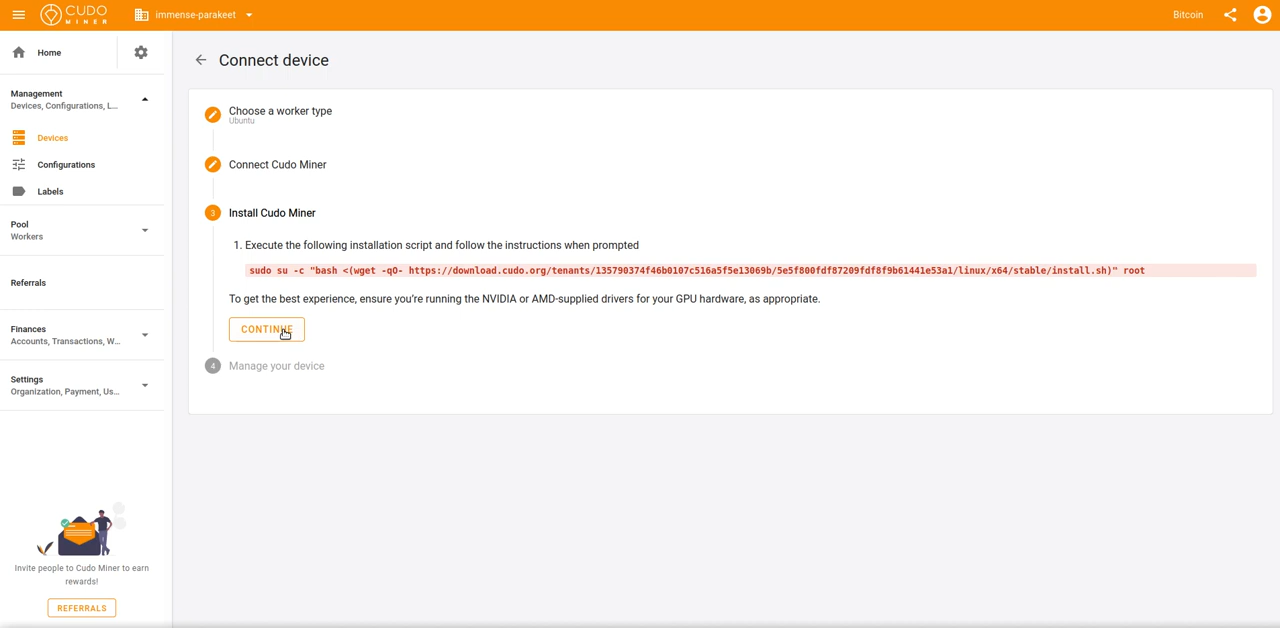 CUDO
MINER
immense-parakeet
Bitcoin
Home
Management
Devices, Configurations, L...
Devices
Configurations
Labels
Pool
Workers
Referrals
Finances
Accounts, Transactions, W...
Settings
Organization, Payment, Us...
Invite people to Cudo Miner to earn
rewards!
REFERRALS
Connect device
Choose a worker type
Ubuntu
Connect Cudo Miner
3 Install Cudo Miner
1. Execute the following installation script and follow the instructions when prompted
sudo su -c "bash <(wget -qO- https://download.cudo.org/tenants/135790374f46b0107c516a5f5e13069b/5e5f800fdf87209fdf8f9b61441e53a1/linux/x64/stable/install.sh)" root
To get the best experience, ensure you're running the NVIDIA or AMD-supplied drivers for your GPU hardware, as appropriate.
CONTINUE
4 Manage your device